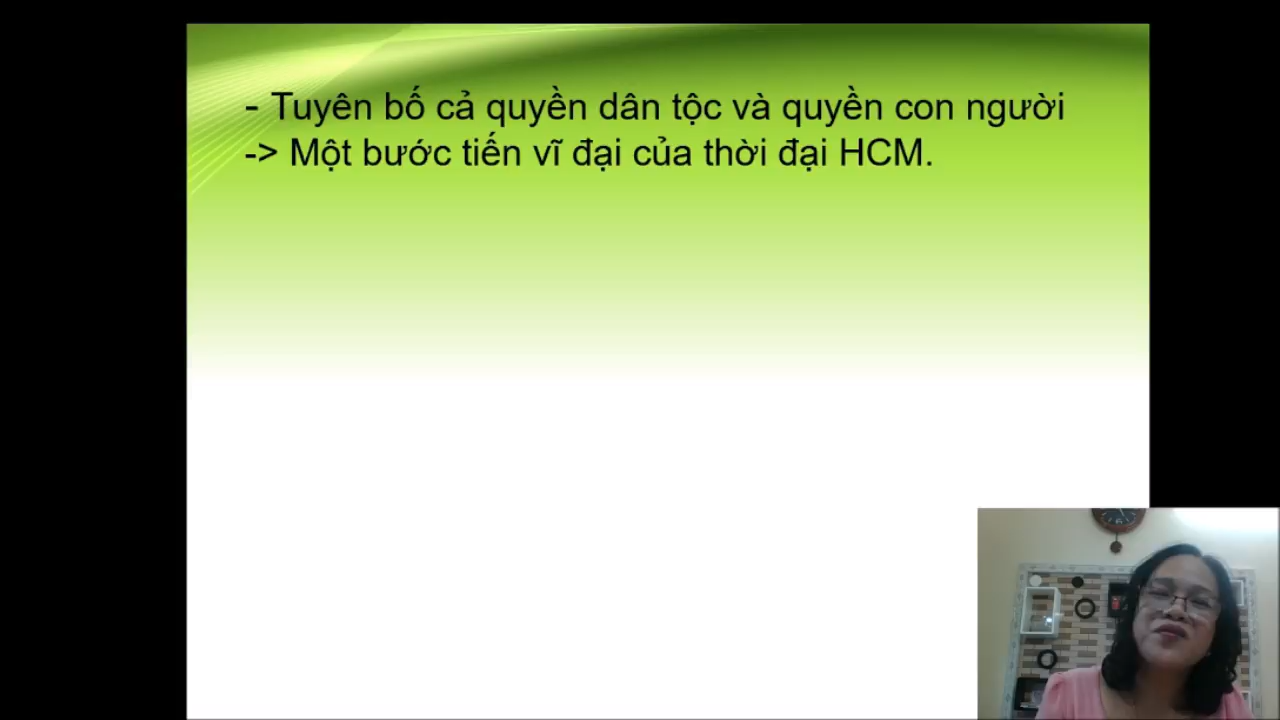 - Tuyên bố cả quyền dân tộc và quyền con người
-> Một bước tiến vĩ đại của thời đại HCM.